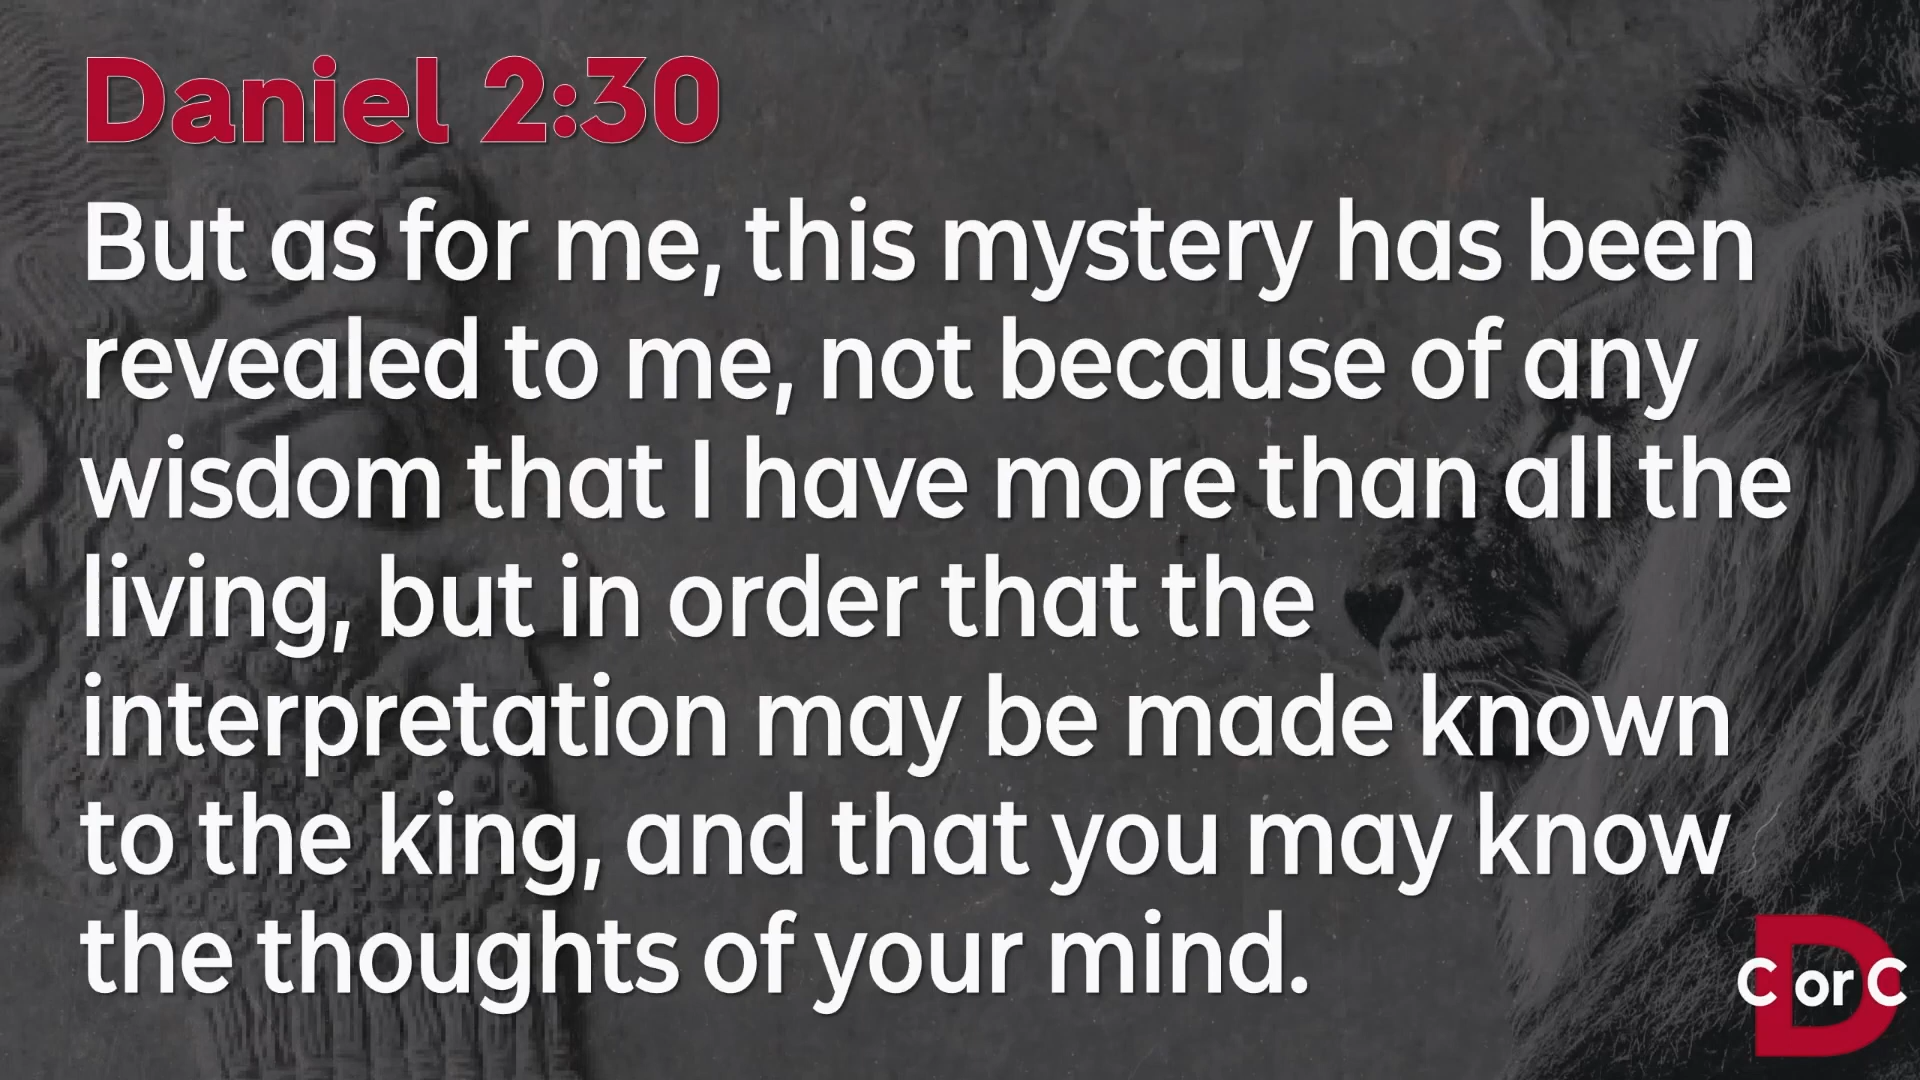 Daniel 2:30
But as for me, this mystery has been
revealed to me, not because of any
wisdom that I have more than all the
living, but in order that the
interpretation may be made known
to the king, and that you may know
the thoughts of your mind.
D
C or C